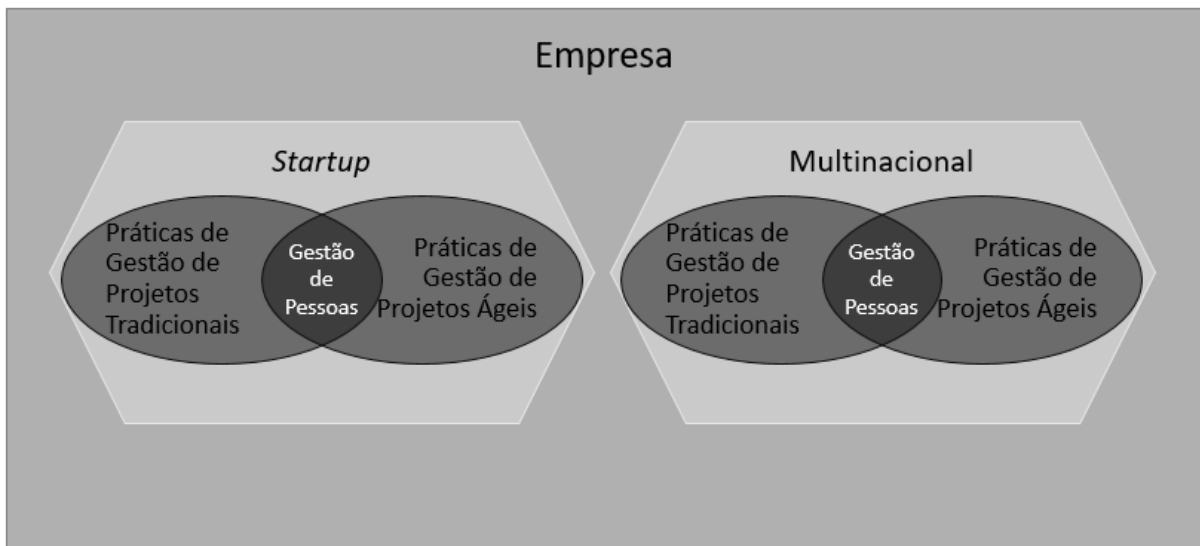 Empresa
Startup
Práticas de
Gestão de
Projetos
Tradicionais
Gestão
de
Pessoas
Práticas de
Gestão de
Projetos Ágeis
Multinacional
Práticas de
Gestão de
Projetos
Tradicionais
Gestão
de
Pessoas
Práticas de
Gestão de
Projetos Ágeis